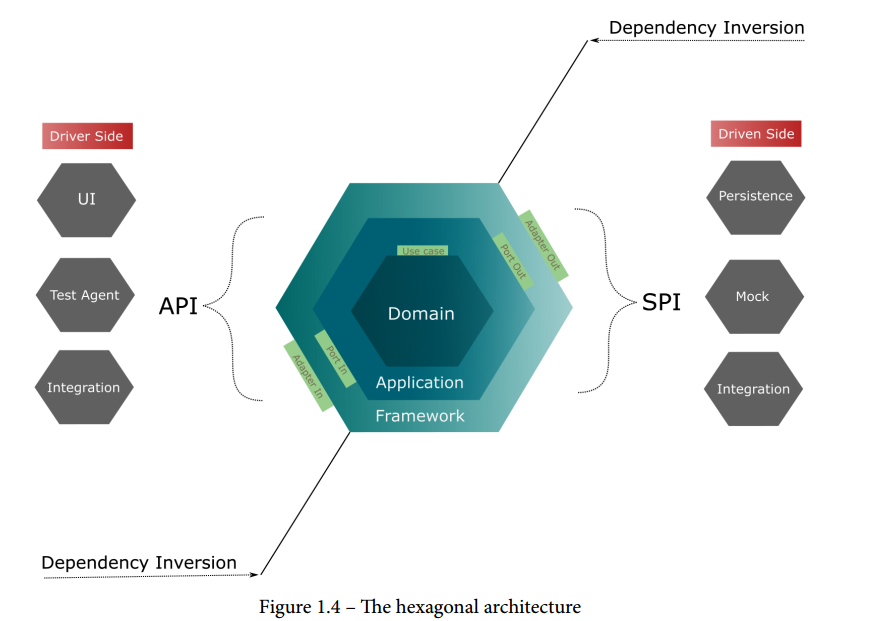 Dependency Inversion
Driver Side
Driven Side
UI
Persistence
Test Agent
Mock
Integration
Integration
API
SPI
Adapter Out
Port Out
Use case
Domain
Port In
Adapter In
Application
Framework
Dependency Inversion
Figure 1.4 – The hexagonal architecture